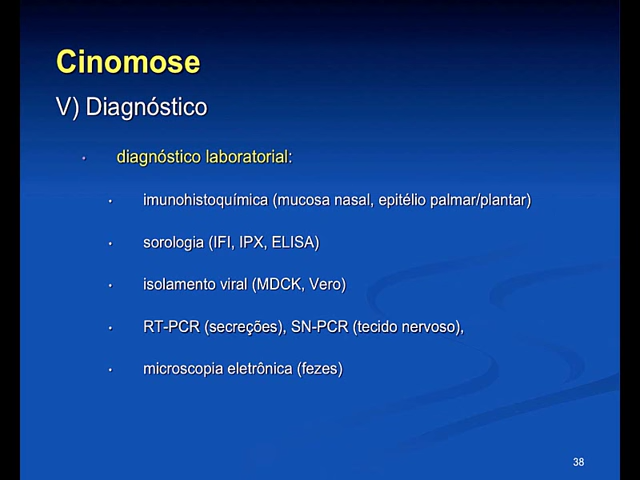 Cinomose
V) Diagnóstico
• diagnóstico laboratorial:
• imunohistoquímica (mucosa nasal, epitélio palmar/plantar)
• sorologia (IFI, IPX, ELISA)
• isolamento viral (MDCK, Vero)
• RT-PCR (secreções), SN-PCR (tecido nervoso),
• microscopia eletrônica (fezes)
38